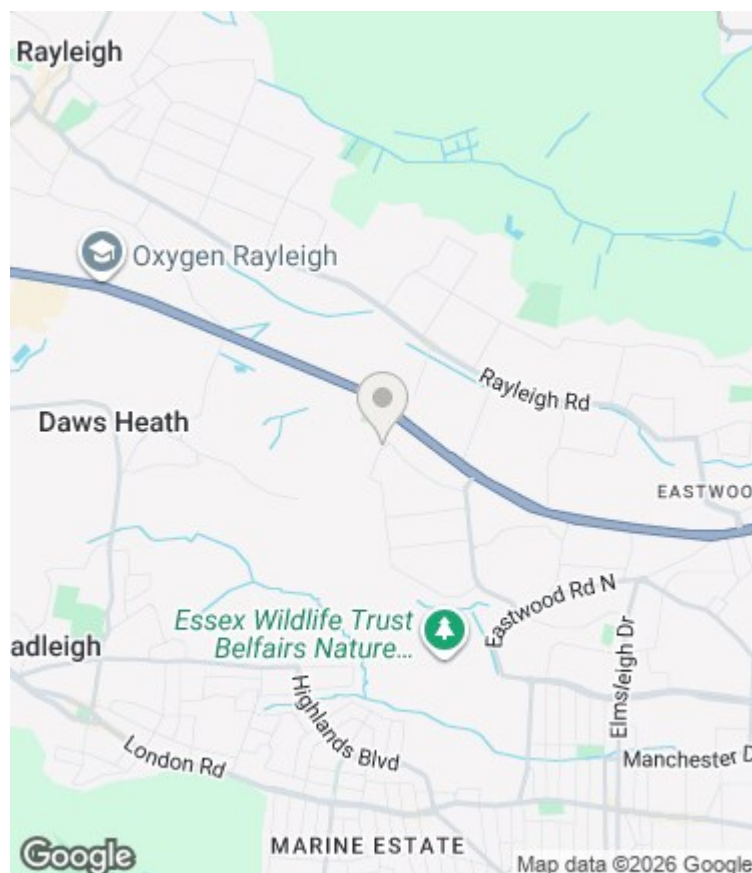 Rayleigh
Oxygen Rayleigh
Rayleigh Rd
Daws Heath
EASTWOO
Eastwood Rd N
Essex Wildlife Trust
Belfairs Nature...
adleigh
Elmsleigh Dr
Highlands Blvd
London Rd
Manchester D
MARINE ESTATE
Google
Map data ©2026 Google